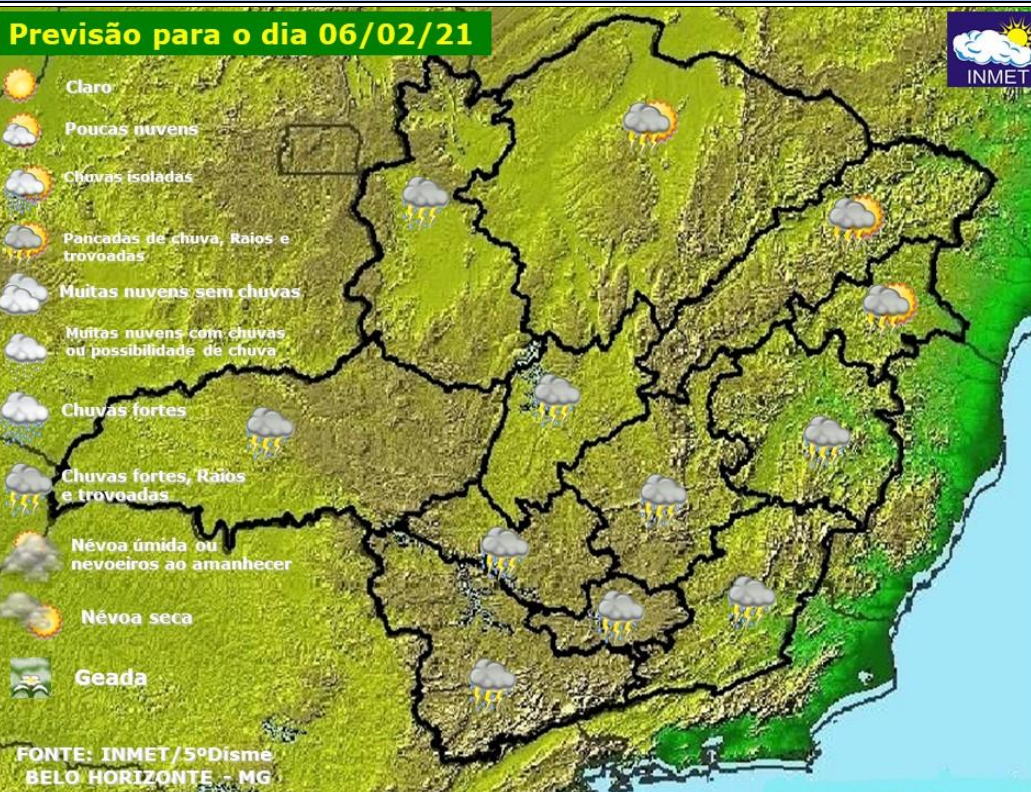 Previsão para o dia 06/02/21
INMET
Claro
Poucas nuvens
Chuvas isoladas
Pancadas de chuva, Raios e
trovoadas
Muitas nuvens sem chuvas
Muitas nuvens com chuvas
ou possibilidade de chuva
Chuvas fortes
Chuvas fortes, Raios
e trovoadas
Névoa úmida ou
nevoeiros ao amanhecer
Névoa seca
Geada
FONTE: INMET/5ºDisme
BELO HORIZONTE - MG